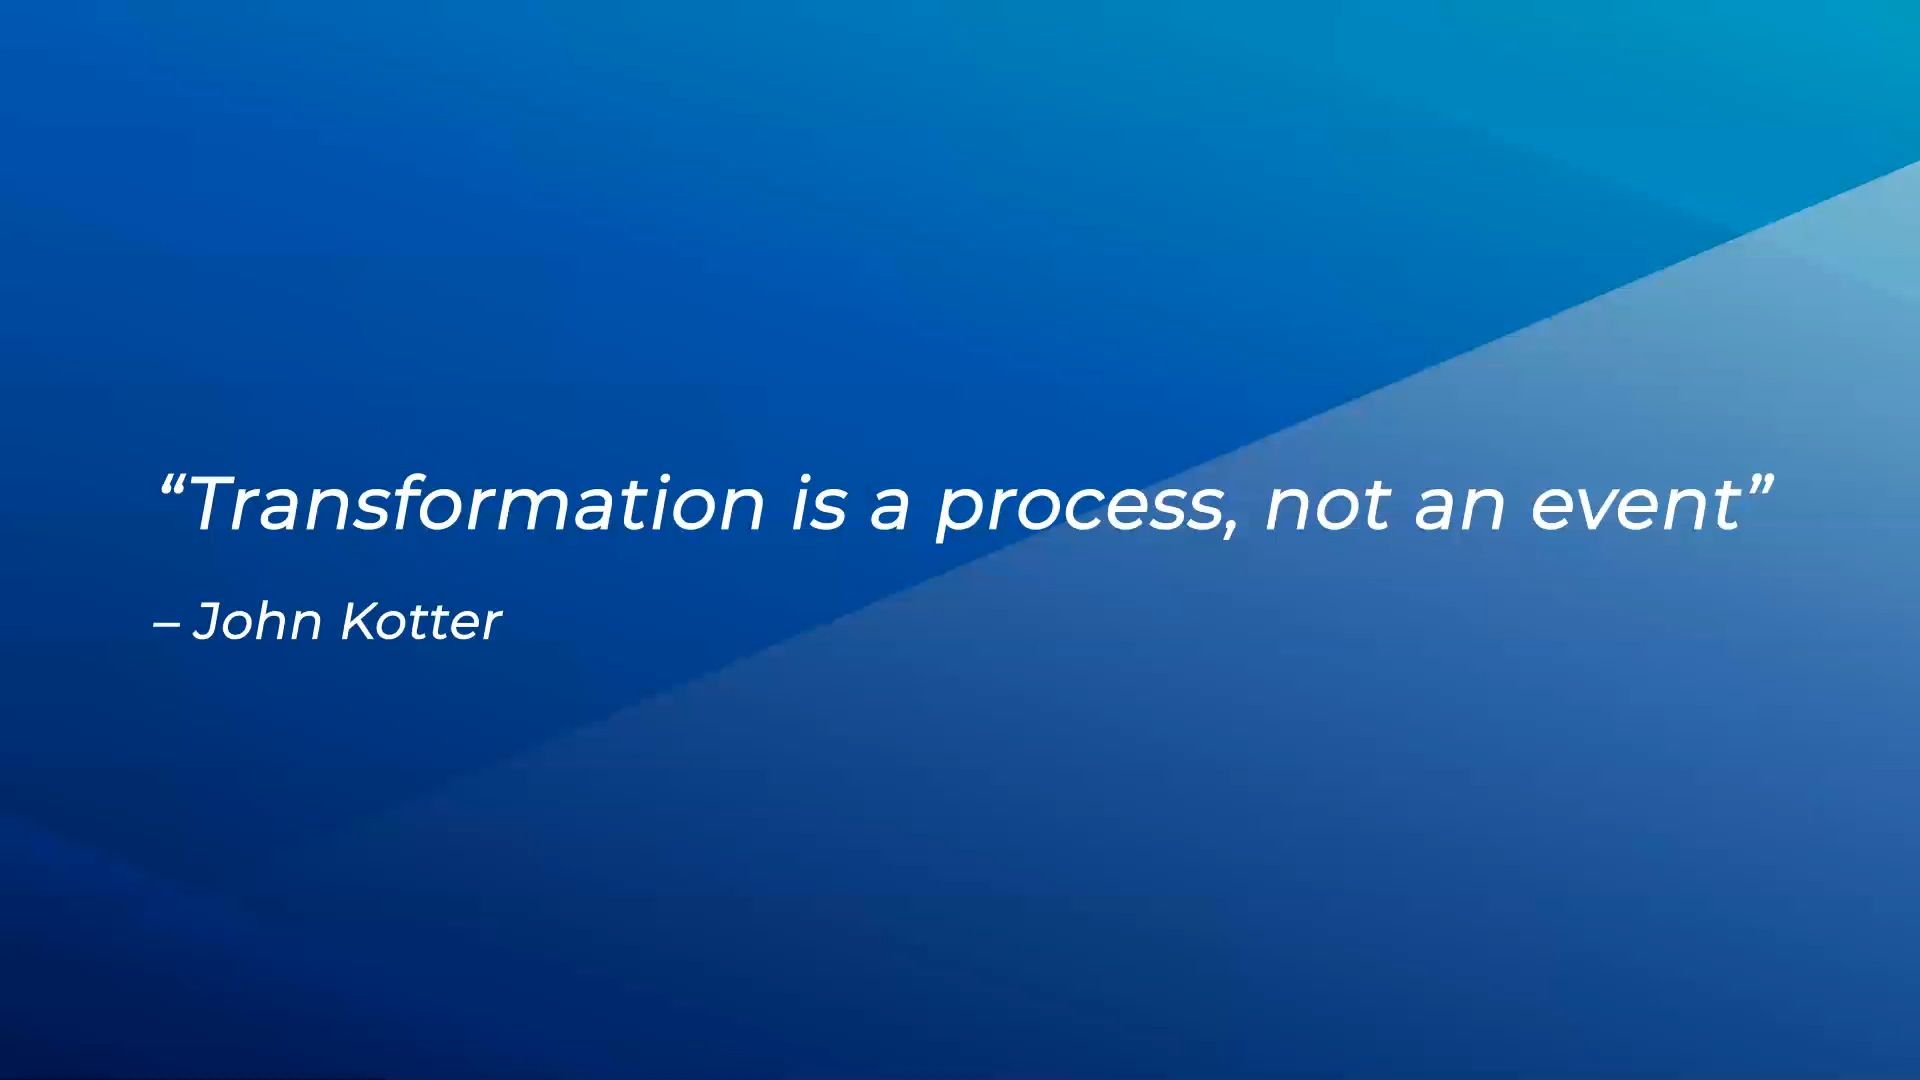 “Transformation is a process, not an event”
– John Kotter